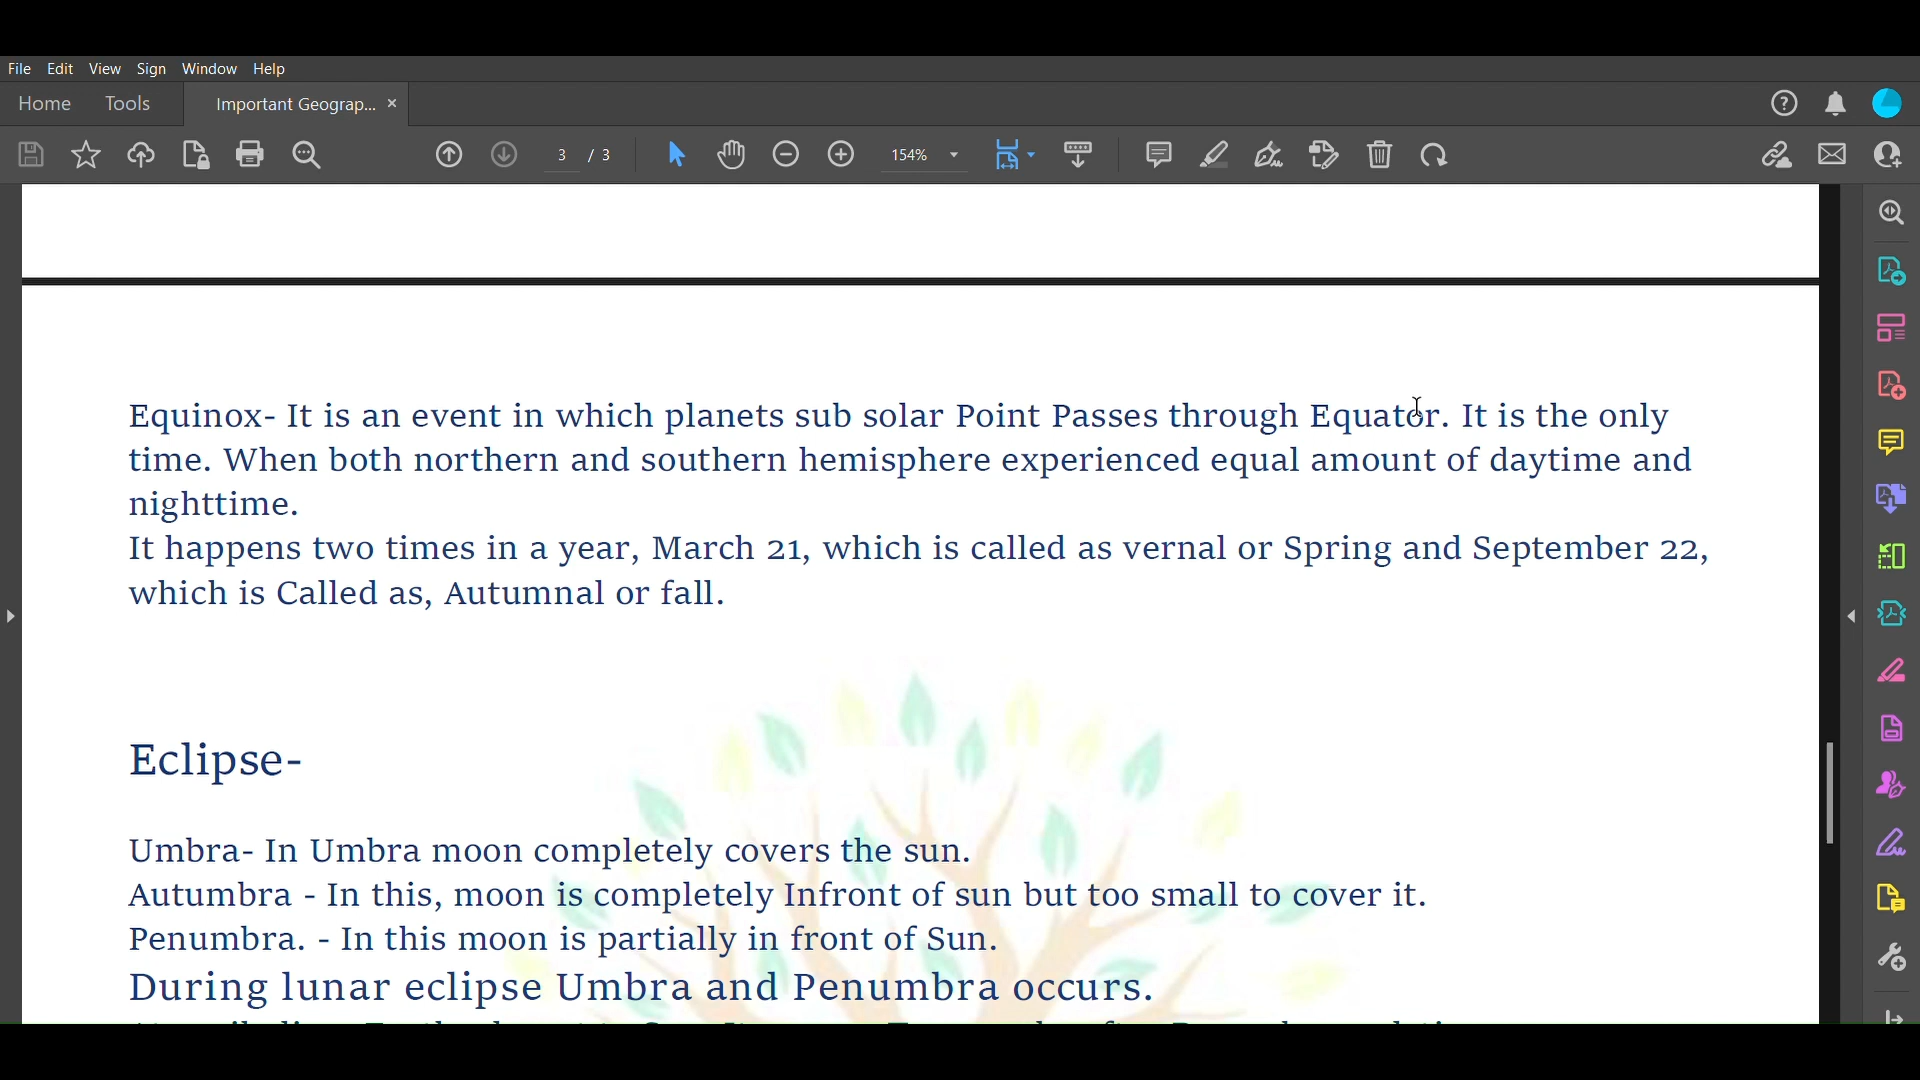 File Edit View Sign Window Help
Home Tools Important Geograp... ×
3 / 3 154%
Equinox- It is an event in which planets sub solar Point Passes through Equator. It is the only
time. When both northern and southern hemisphere experienced equal amount of daytime and
nighttime.
It happens two times in a year, March 21, which is called as vernal or Spring and September 22,
which is Called as, Autumnal or fall.
Eclipse-
Umbra- In Umbra moon completely covers the sun.
Autumbra - In this, moon is completely Infront of sun but too small to cover it.
Penumbra. - In this moon is partially in front of Sun.
During lunar eclipse Umbra and Penumbra occurs.